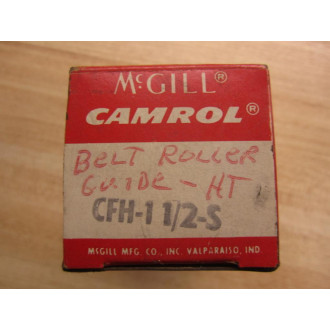 McGILL®
CAMROL®
BELT ROLLER
GUIDE - HT
CFH-1 1/2-S
McGILL MFG. CO., INC. VALPARAISO, IND.